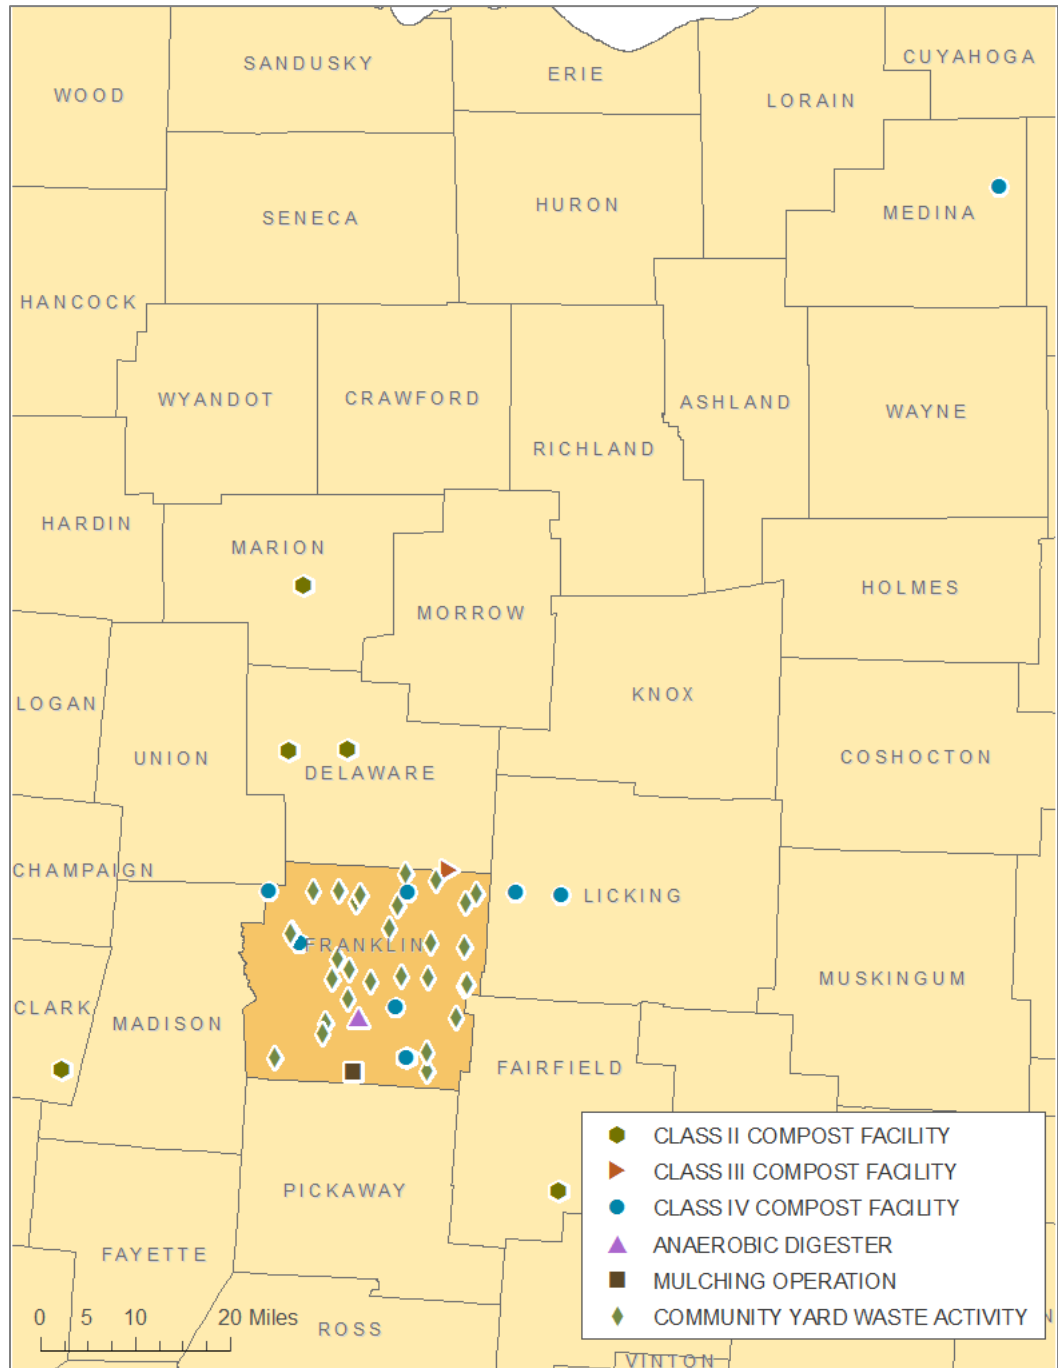 CUYAHOGA
SANDUSKY
ERIE
WOOD
LORAIN
HURON
MEDINA
SENECA
HANCOCK
WYANDOT
CRAWFORD
ASHLAND
WAYNE
RICHLAND
HARDIN
MARION
HOLMES
MORROW
KNOX
LOGAN
UNION
COSHOCTON
DELAWARE
CHAMPAIGN
LICKING
FRANKLIN
MUSKINGUM
CLARK
MADISON
FAIRFIELD
PICKAWAY
FAYETTE
ROSS
VINTON
N
CLASS II COMPOST FACILITY
CLASS III COMPOST FACILITY
CLASS IV COMPOST FACILITY
ANAEROBIC DIGESTER
MULCHING OPERATION
COMMUNITY YARD WASTE ACTIVITY
0 5 10 20 Miles